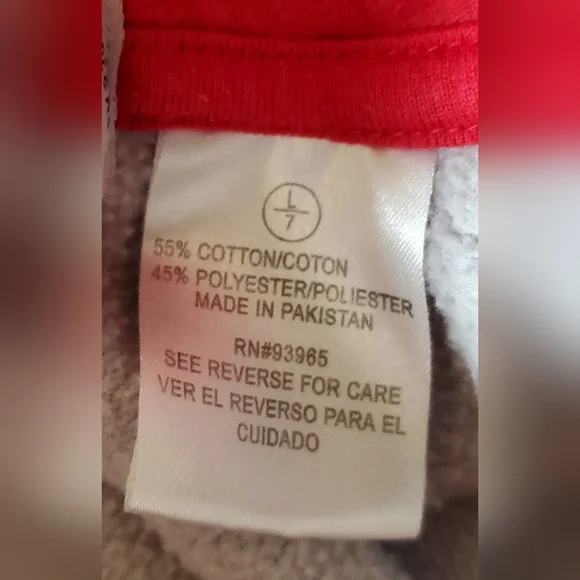 L
7
55% COTTON/COTON
45% POLYESTER/POLIESTER
MADE IN PAKISTAN
RN#93965
SEE REVERSE FOR CARE
VER EL REVERSO PARA EL
CUIDADO